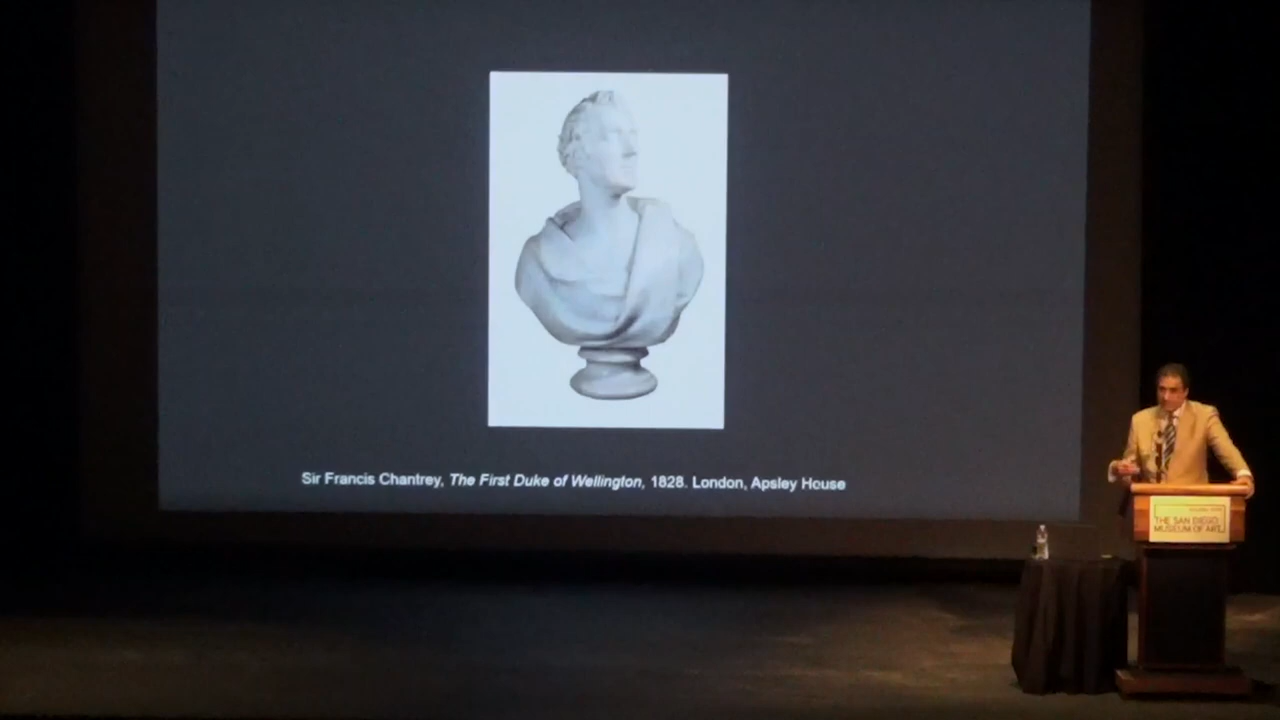 Sir Francis Chantrey, The First Duke of Wellington, 1828. London, Apsley House
THE SAN DIEGO
MUSEUM OF ART